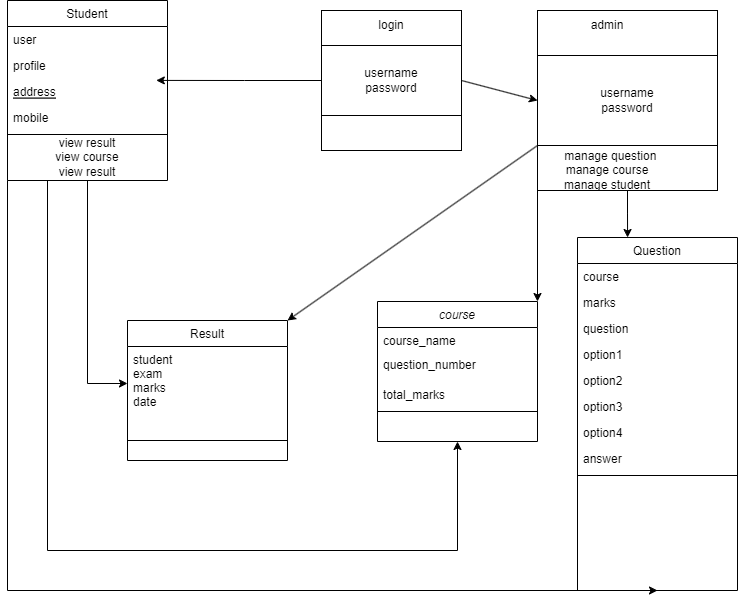 Student
user
profile
address
mobile
view result
view course
view result
login
username
password
admin
username
password
manage question
manage course
manage student
Result
student
exam
marks
date
course
course_name
question_number
total_marks
Question
course
marks
question
option1
option2
option3
option4
answer